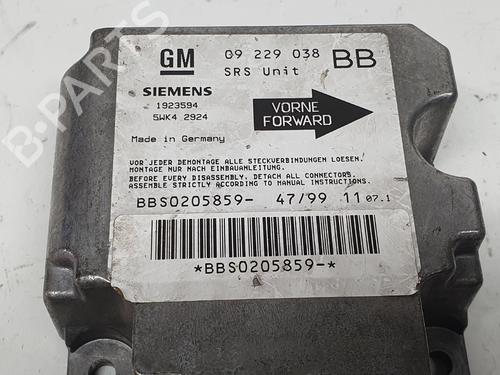 GM 09 229 038 BB
SRS Unit
SIEMENS
1923594
5WK4 2924
VORNE
FORWARD
Made in Germany
VOR JEDER DEMONTAGE ALLE STECKVERBINDUNGEN LOESEN.
MONTAGE NUR NACH EINBAUANLEITUNG.
BEFORE EVERY DISASSEMBLY, DETACH ALL CONNECTORS.
ASSEMBLE STRICTLY ACCORDING TO MANUAL INSTRUCTIONS.
BBS0205859- 47/99 11 07.1
*BBS0205859-*
B-PARTS